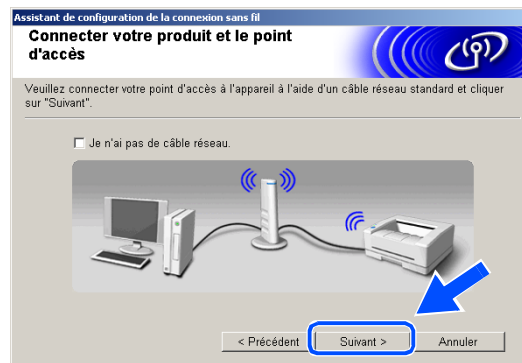 Assistant de configuration de la connexion sans fil
Connecter votre produit et le point
d'accès
Veuillez connecter votre point d'accès à l'appareil à l'aide d'un câble réseau standard et cliquer
sur "Suivant".
Je n'ai pas de câble réseau.
< Précédent
Suivant >
Annuler